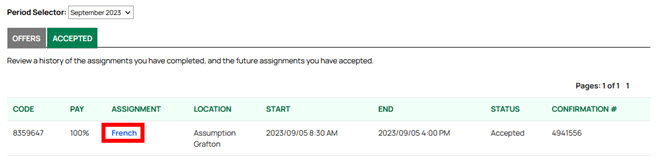 Period Selector: September 2023
OFFERS ACCEPTED
Review a history of the assignments you have completed, and the future assignments you have accepted.
Pages: 1 of 1 1
CODE PAY ASSIGNMENT LOCATION START END STATUS CONFIRMATION #
8359647 100% French Assumption Grafton 2023/09/05 8:30 AM 2023/09/05 4:00 PM Accepted 4941556